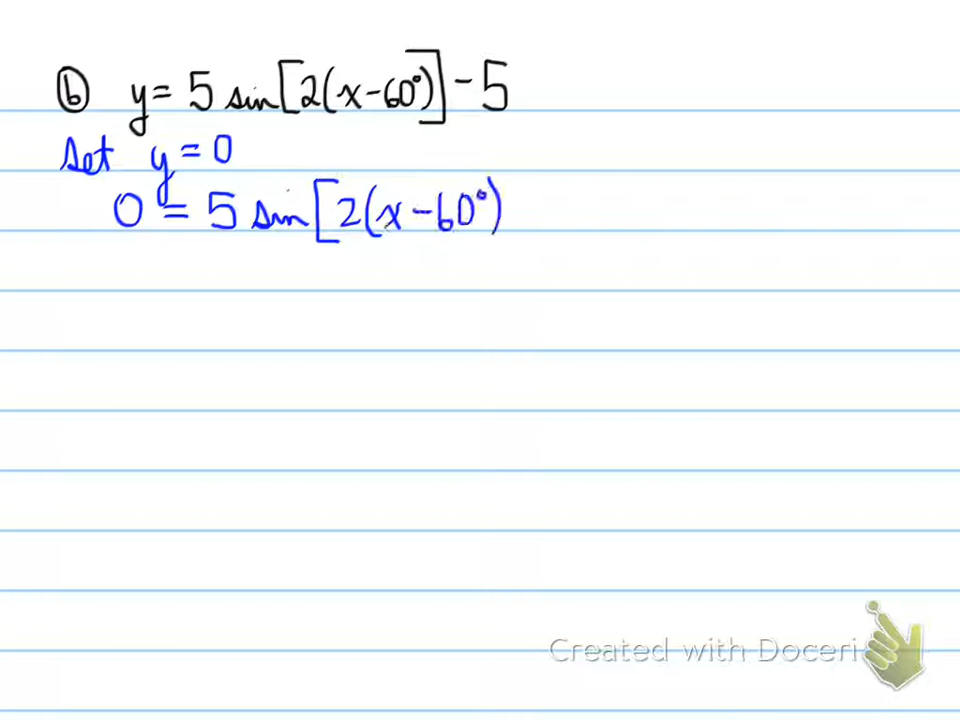 ⓑ y = 5 sin[2(x-60°)] - 5
Set y = 0
0 = 5 sin[2(x-60°)
Created with Doceri